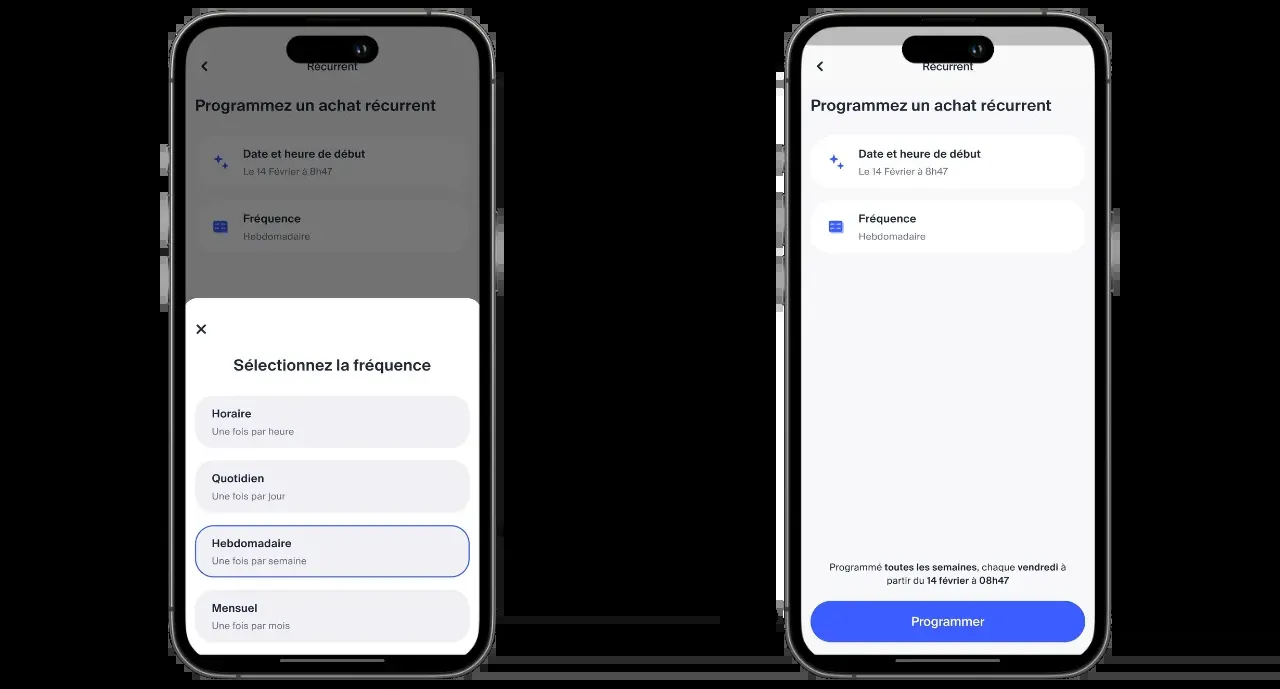 Récurrent
Programmez un achat récurrent
Date et heure de début
Le 14 Février à 8h47
Fréquence
Hebdomadaire
Sélectionnez la fréquence
Horaire
Une fois par heure
Quotidien
Une fois par jour
Hebdomadaire
Une fois par semaine
Mensuel
Une fois par mois
Récurrent
Programmez un achat récurrent
Date et heure de début
Le 14 Février à 8h47
Fréquence
Hebdomadaire
Programmé toutes les semaines, chaque vendredi à
partir du 14 février à 08h47
Programmer